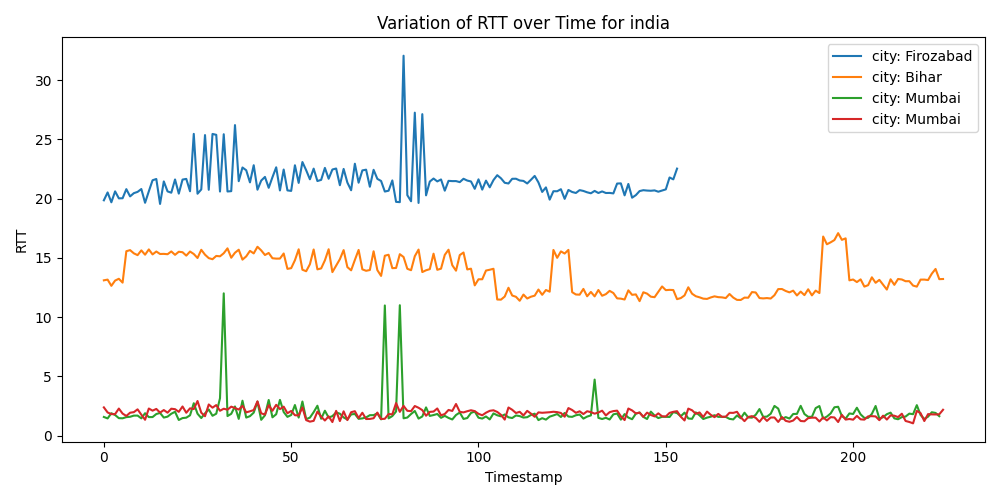 Variation of RTT over Time for india
city: Firozabad
city: Bihar
city: Mumbai
city: Mumbai
RTT
30
25
20
15
10
5
0
0 50 100 150 200
Timestamp